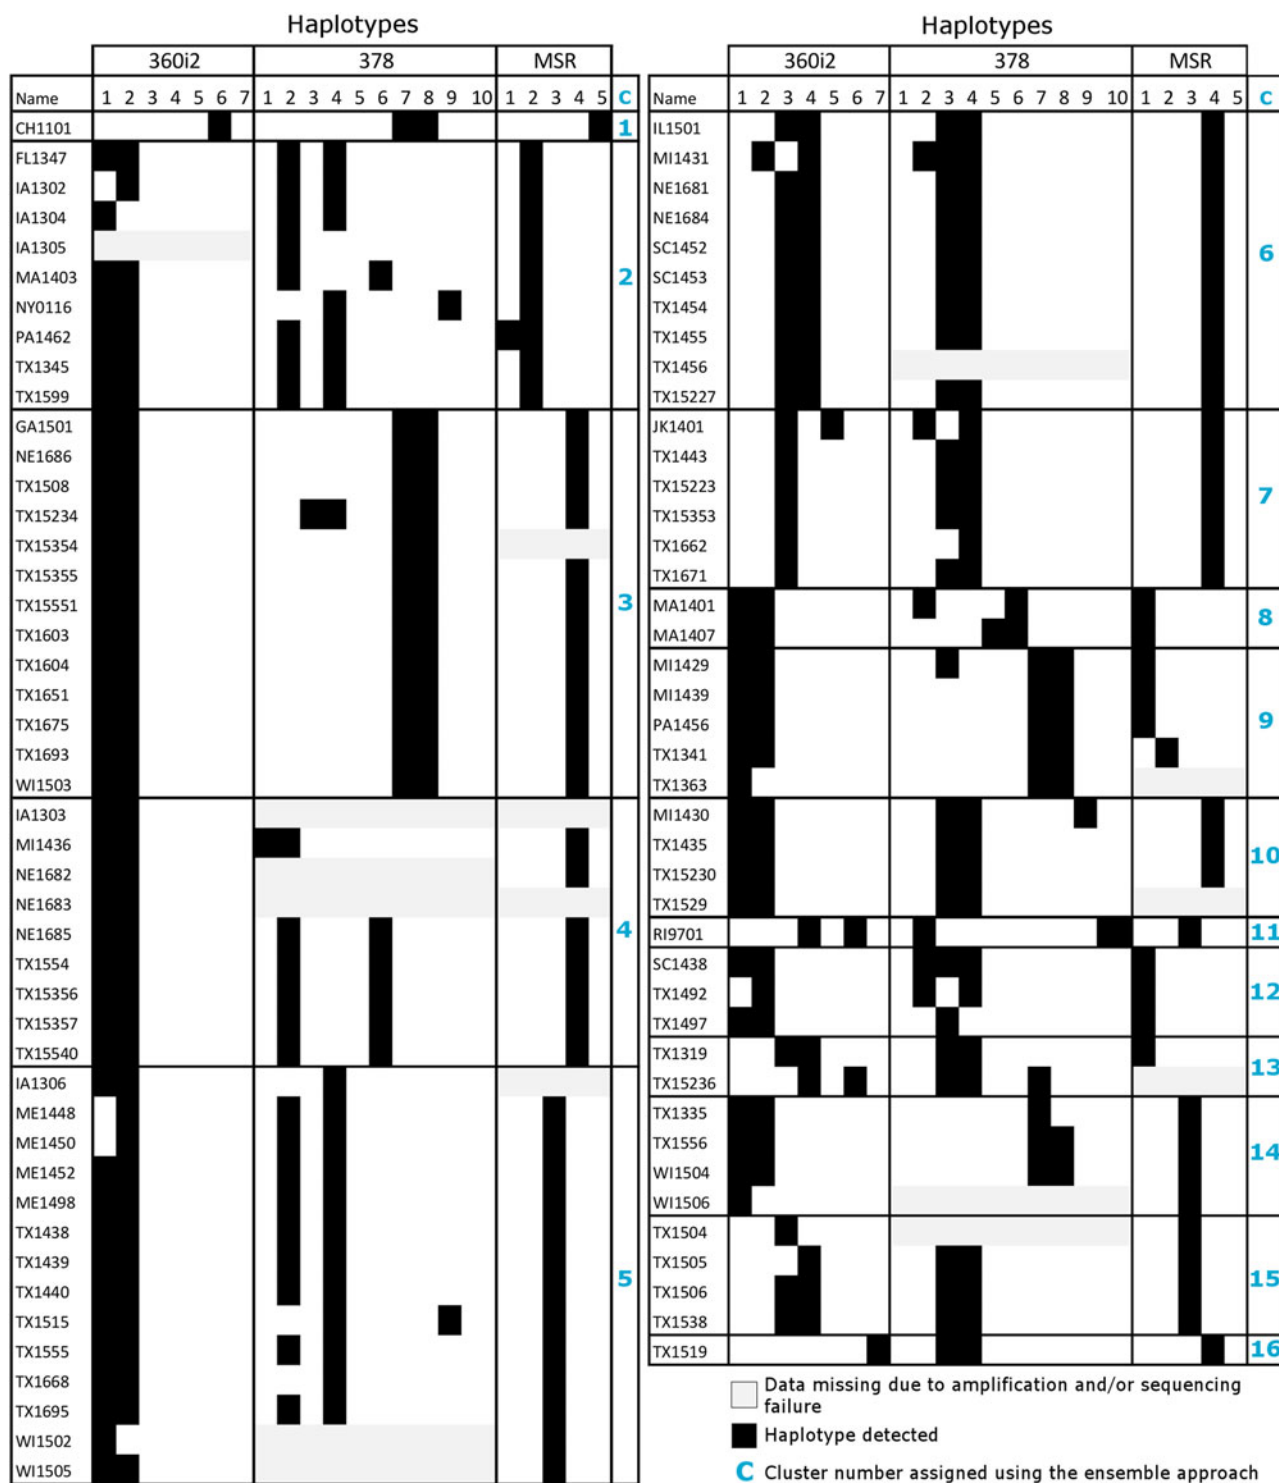 Haplotypes
360i2 378 MSR
Name 1 2 3 4 5 6 7 1 2 3 4 5 6 7 8 9 10 1 2 3 4 5 C
CH1101 1
FL1347
IA1302
IA1304
IA1305
MA1403 2
NY0116
PA1462
TX1345
TX1599
GA1501
NE1686
TX1508
TX15234
TX15354
TX15355
TX15551 3
TX1603
TX1604
TX1651
TX1675
TX1693
WI1503
IA1303
MI1436
NE1682
NE1683
NE1685 4
TX1554
TX15356
TX15357
TX15540
IA1306
ME1448
ME1450
ME1452
ME1498
TX1438
TX1439
TX1440 5
TX1515
TX1555
TX1668
TX1695
WI1502
WI1505
Haplotypes
360i2 378 MSR
Name 1 2 3 4 5 6 7 1 2 3 4 5 6 7 8 9 10 1 2 3 4 5 C
IL1501
MI1431
NE1681
NE1684
SC1452 6
SC1453
TX1454
TX1455
TX1456
TX15227
JK1401
TX1443
TX15223 7
TX15353
TX1662
TX1671
MA1401 8
MA1407
MI1429
MI1439
PA1456 9
TX1341
TX1363
MI1430
TX1435 10
TX15230
TX1529
RI9701 11
SC1438
TX1492 12
TX1497
TX1319 13
TX15236
TX1335
TX1556 14
WI1504
WI1506
TX1504
TX1505 15
TX1506
TX1538
TX1519 16
Data missing due to amplification and/or sequencing
failure
Haplotype detected
C Cluster number assigned using the ensemble approach